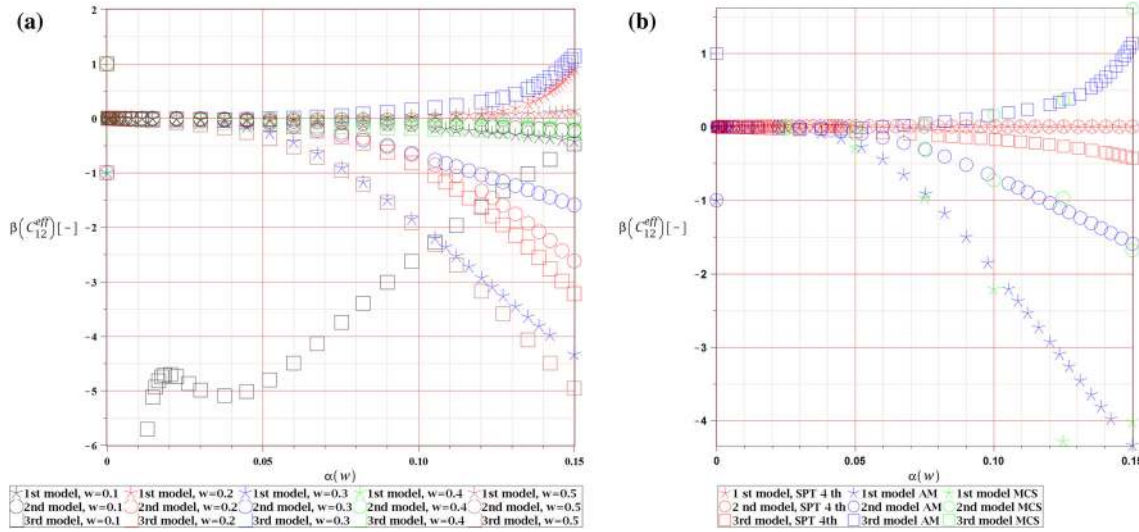 (a)
2
1
0
-1
β(C₁₂ᵉᶠᶠ)[-]
-2
-3
-4
-5
-6
0
0.05
0.10
0.15
α(w)
1st model, w=0.1 1st model, w=0.2 1st model, w=0.3 1st model, w=0.4 1st model, w=0.5
2nd model, w=0.1 2nd model, w=0.2 2nd model, w=0.3 2nd model, w=0.4 2nd model, w=0.5
3rd model, w=0.1 3rd model, w=0.2 3rd model, w=0.3 3rd model, w=0.4 3rd model, w=0.5
(b)
1
0
-1
β(C₁₂ᵉᶠᶠ)[-]
-2
-3
-4
0
0.05
0.10
0.15
α(w)
1 st model, SPT 4 th 1st model AM 1st model MCS
2 nd model, SPT 4 th 2nd model AM 2nd model MCS
3rd model, SPT 4th 3rd model AM 3rd model MCS